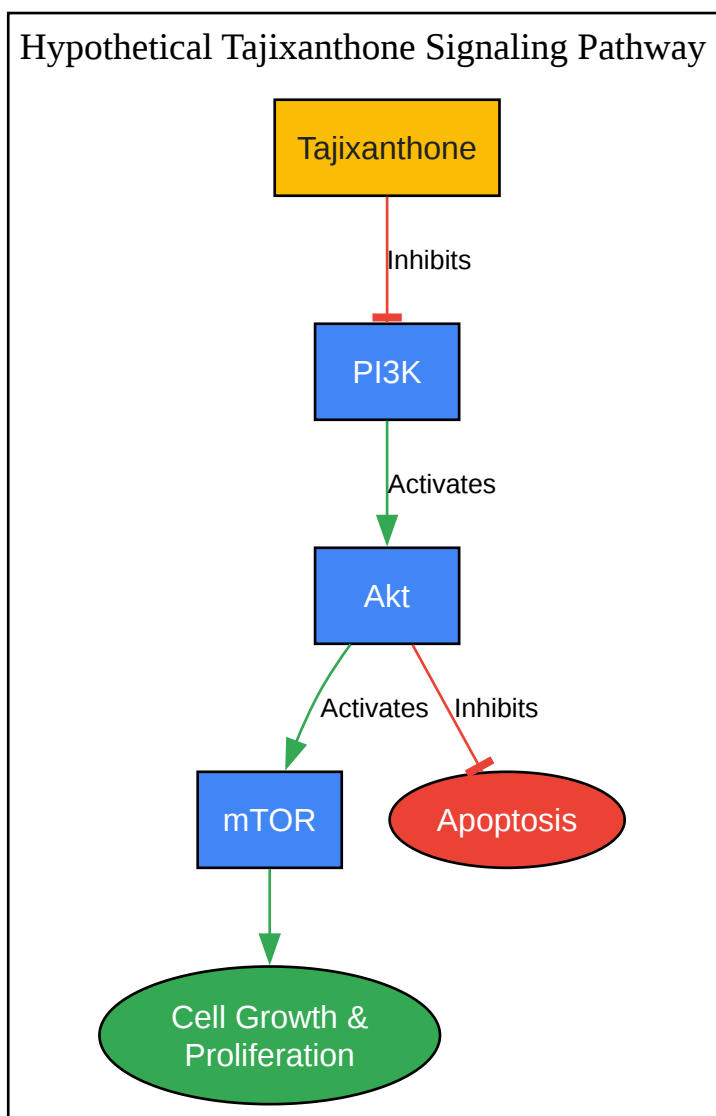 Hypothetical Tajixanthone Signaling Pathway
Tajixanthone
Inhibits
PI3K
Activates
Akt
Activates
Inhibits
mTOR
Apoptosis
Cell Growth &
Proliferation